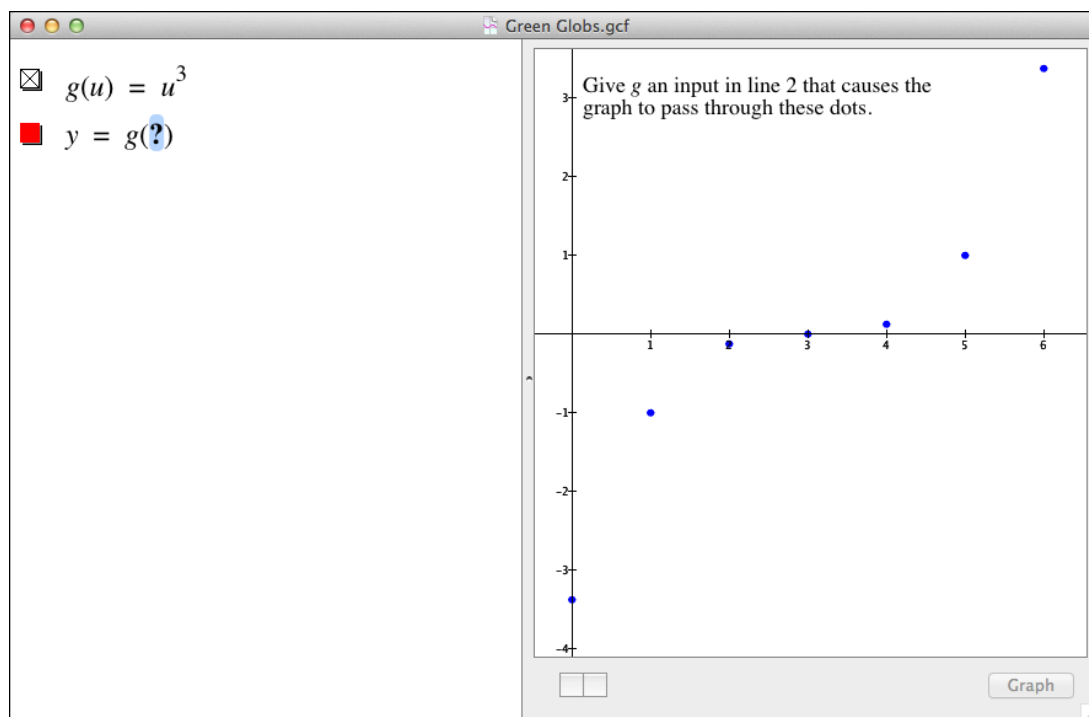 Green Globs.gcf
g(u) = u³
y = g(?)
Give g an input in line 2 that causes the
graph to pass through these dots.
3
2
1
1 2 3 4 5 6
-1
-2
-3
-4
Graph